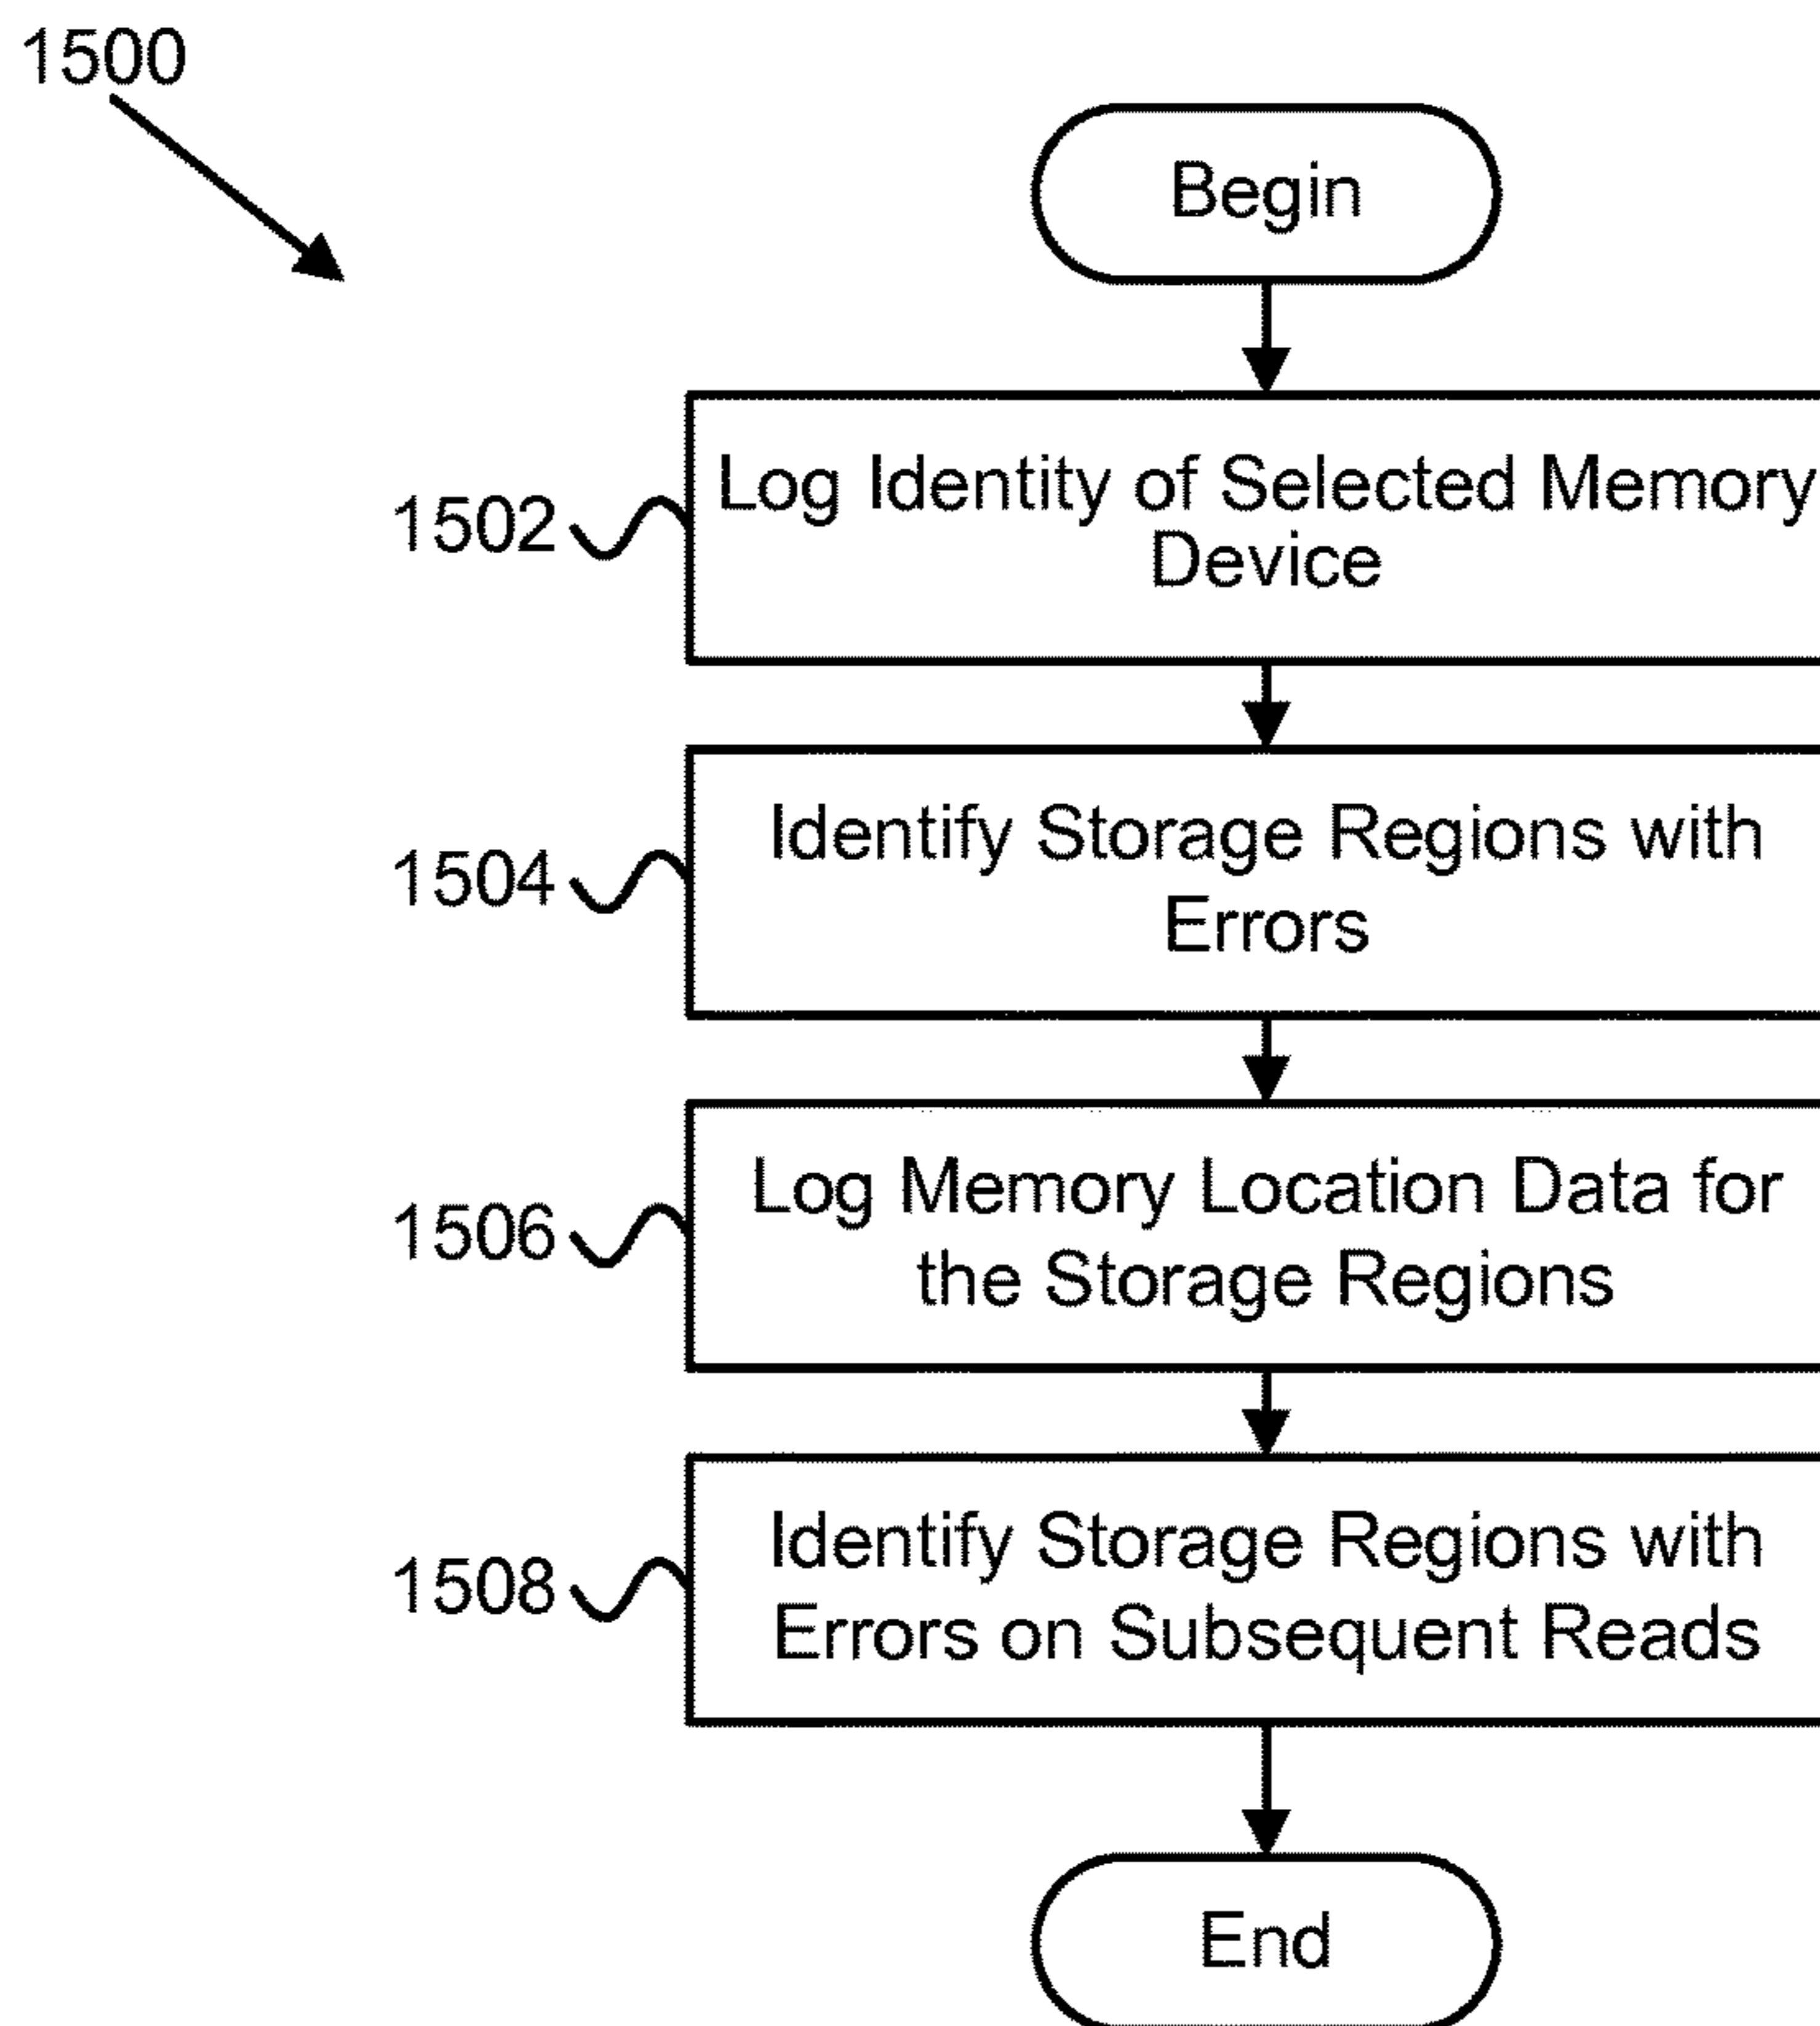 1500
Begin
1502
Log Identity of Selected Memory
Device
1504
Identify Storage Regions with
Errors
1506
Log Memory Location Data for
the Storage Regions
1508
Identify Storage Regions with
Errors on Subsequent Reads
End